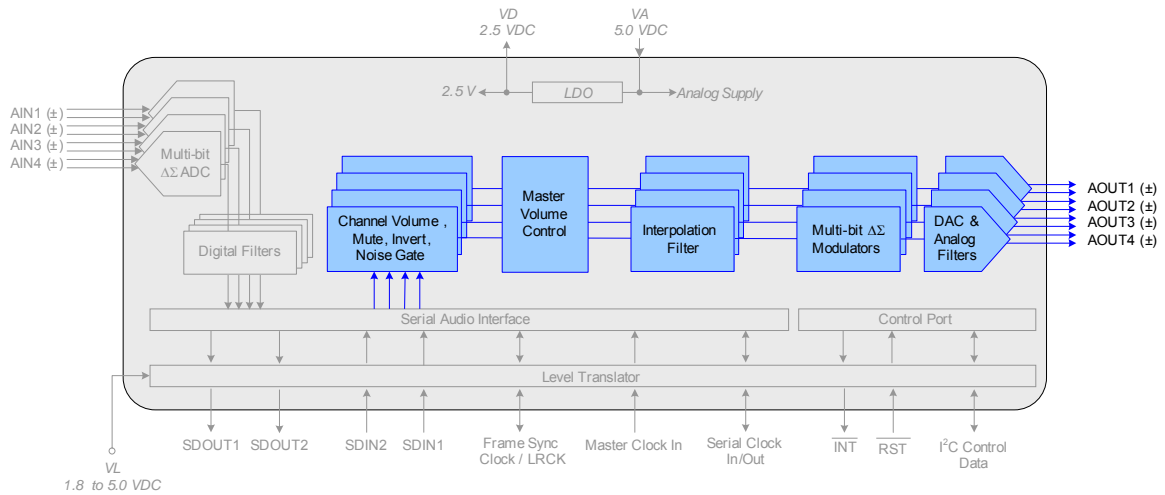 VD
2.5 VDC
VA
5.0 VDC
2.5 V
LDO
Analog Supply
AIN1 (±)
AIN2 (±)
AIN3 (±)
AIN4 (±)
Multi-bit
ΔΣ ADC
Digital Filters
Channel Volume ,
Mute, Invert,
Noise Gate
Master
Volume
Control
Interpolation
Filter
Multi-bit ΔΣ
Modulators
DAC &
Analog
Filters
AOUT1 (±)
AOUT2 (±)
AOUT3 (±)
AOUT4 (±)
Serial Audio Interface
Control Port
Level Translator
SDOUT1
SDOUT2
SDIN2
SDIN1
Frame Sync
Clock / LRCK
Master Clock In
Serial Clock
In/Out
INT
RST
I²C Control
Data
VL
1.8 to 5.0 VDC